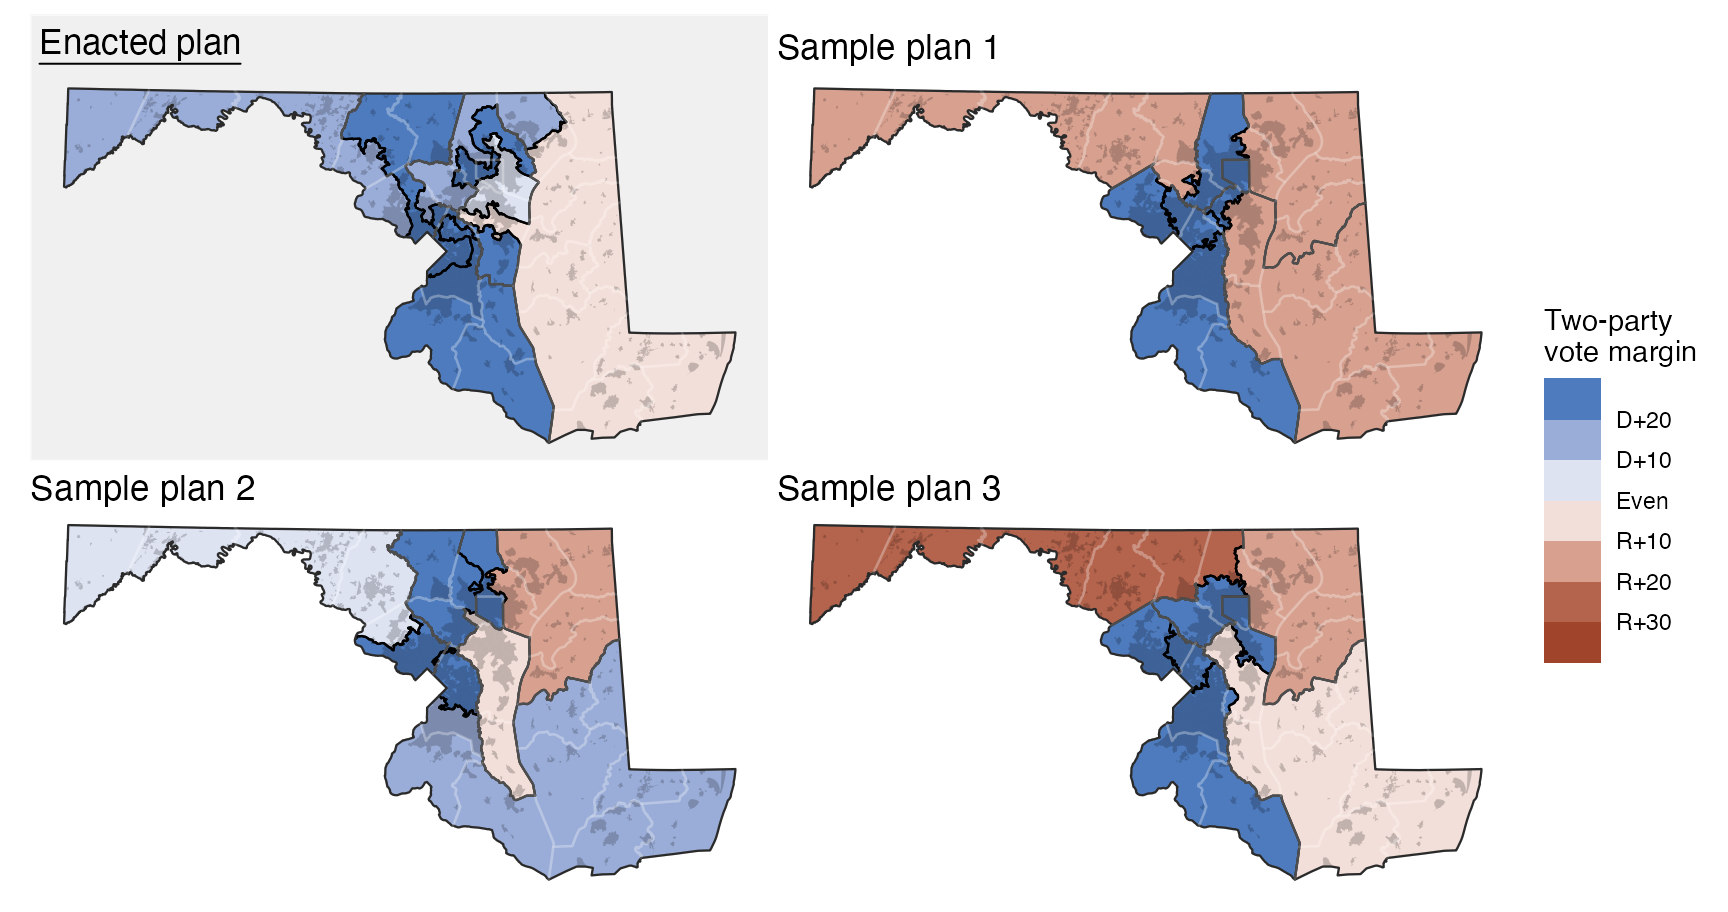 Enacted plan
Sample plan 1
Sample plan 2
Sample plan 3
Two-party
vote margin
D+20
D+10
Even
R+10
R+20
R+30